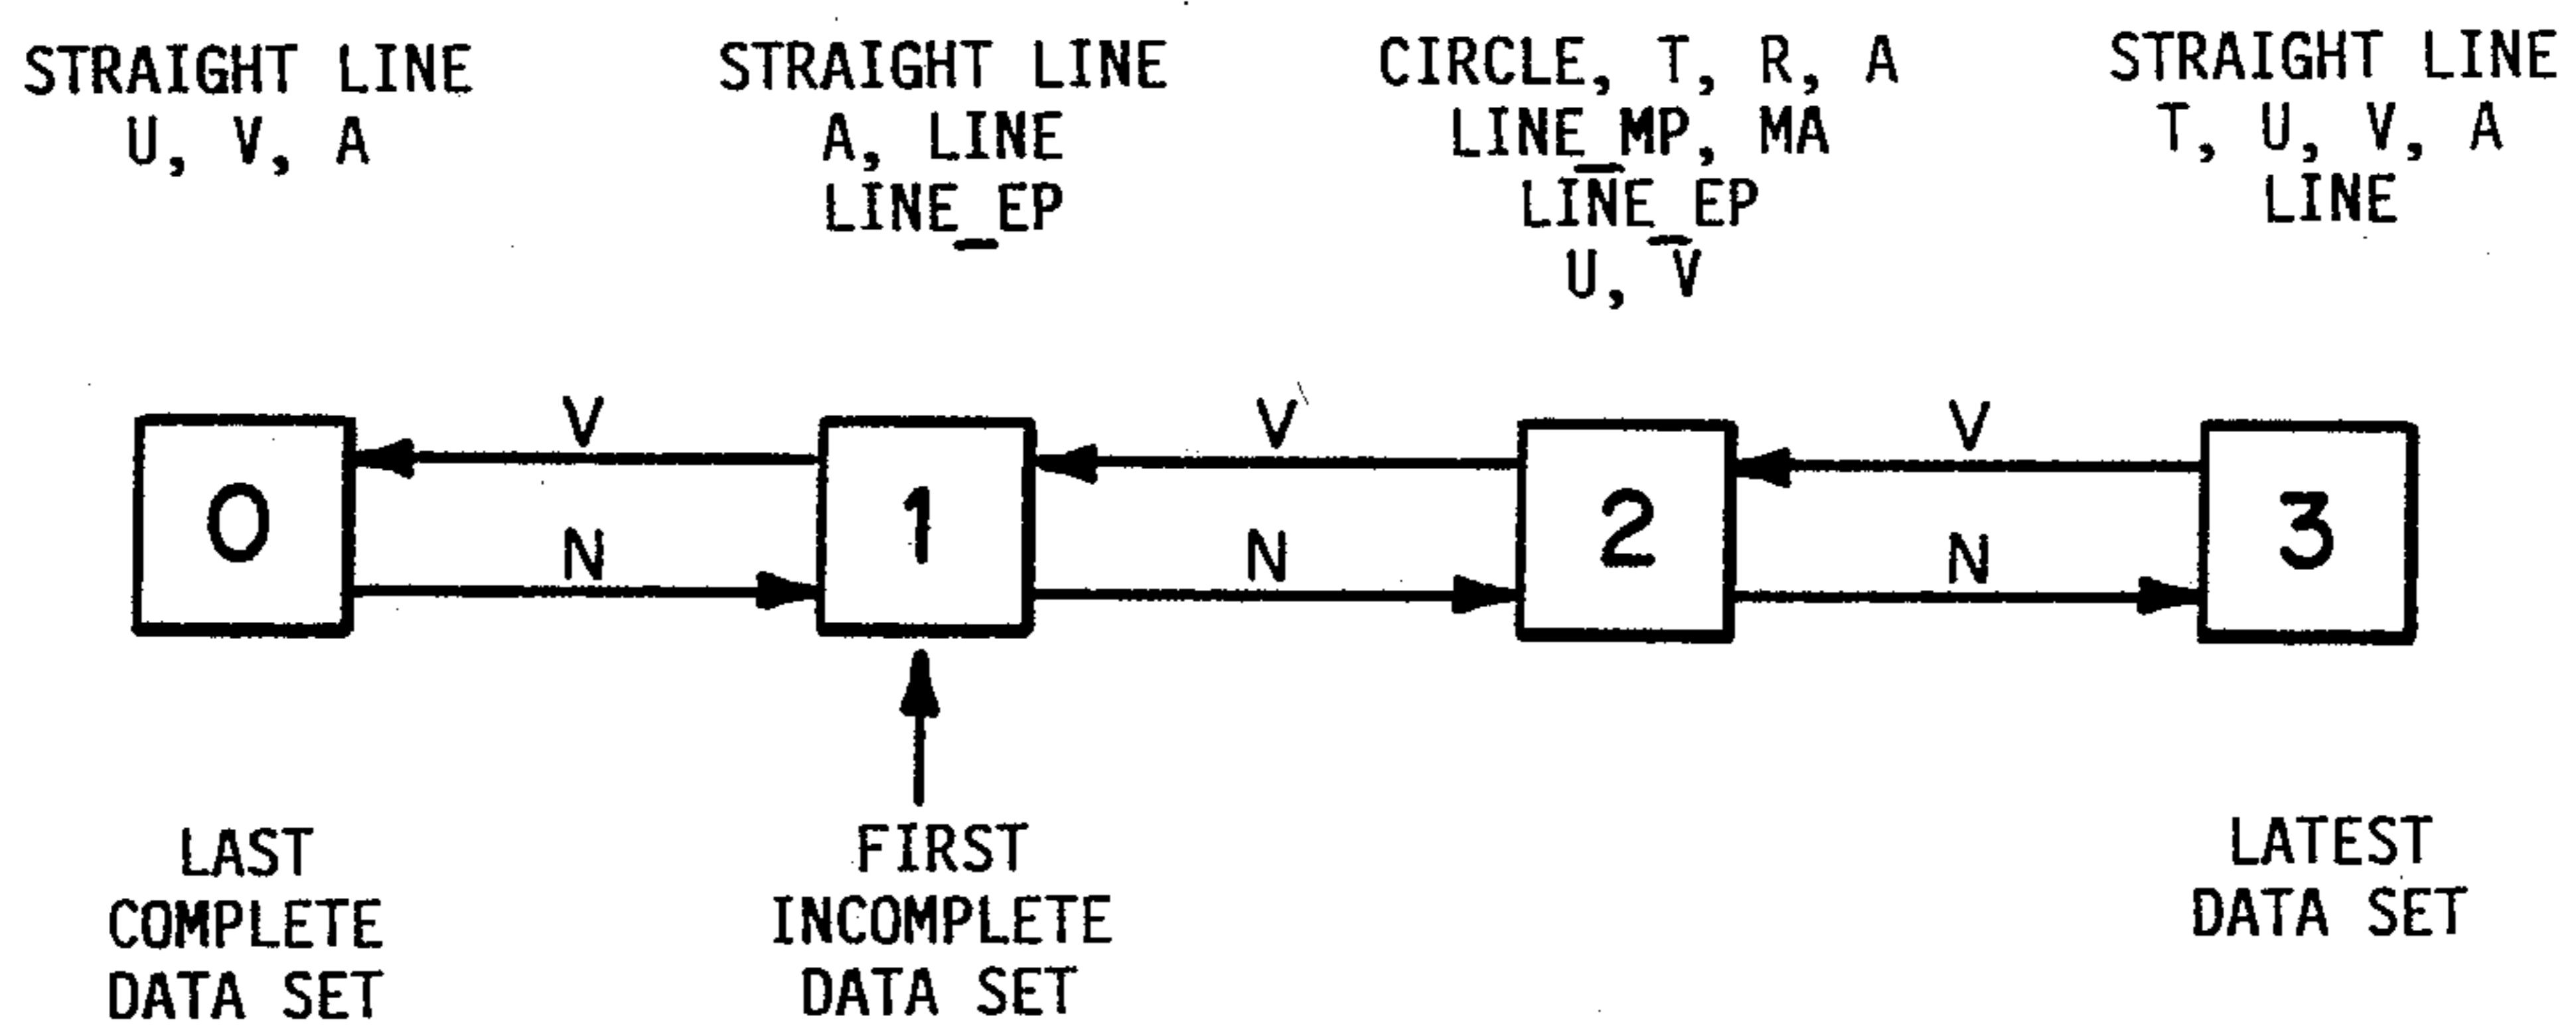 STRAIGHT LINE
U, V, A
STRAIGHT LINE
A, LINE
LINE_EP
CIRCLE, T, R, A
LINE_MP, MA
LINE_EP
U, V
STRAIGHT LINE
T, U, V, A
LINE
V
V
V
0
1
2
3
N
N
N
LAST
COMPLETE
DATA SET
FIRST
INCOMPLETE
DATA SET
LATEST
DATA SET